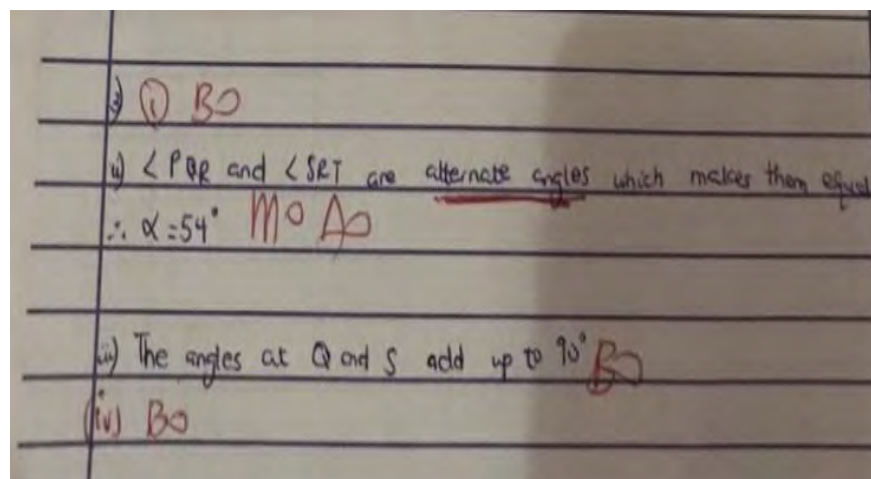 (i) B0
ii) ∠PQR and ∠SRT are alternate angles which makes them equal
∴ α = 54° M0 A0
iii) The angles at Q and S add up to 90° B0
(iv) B0